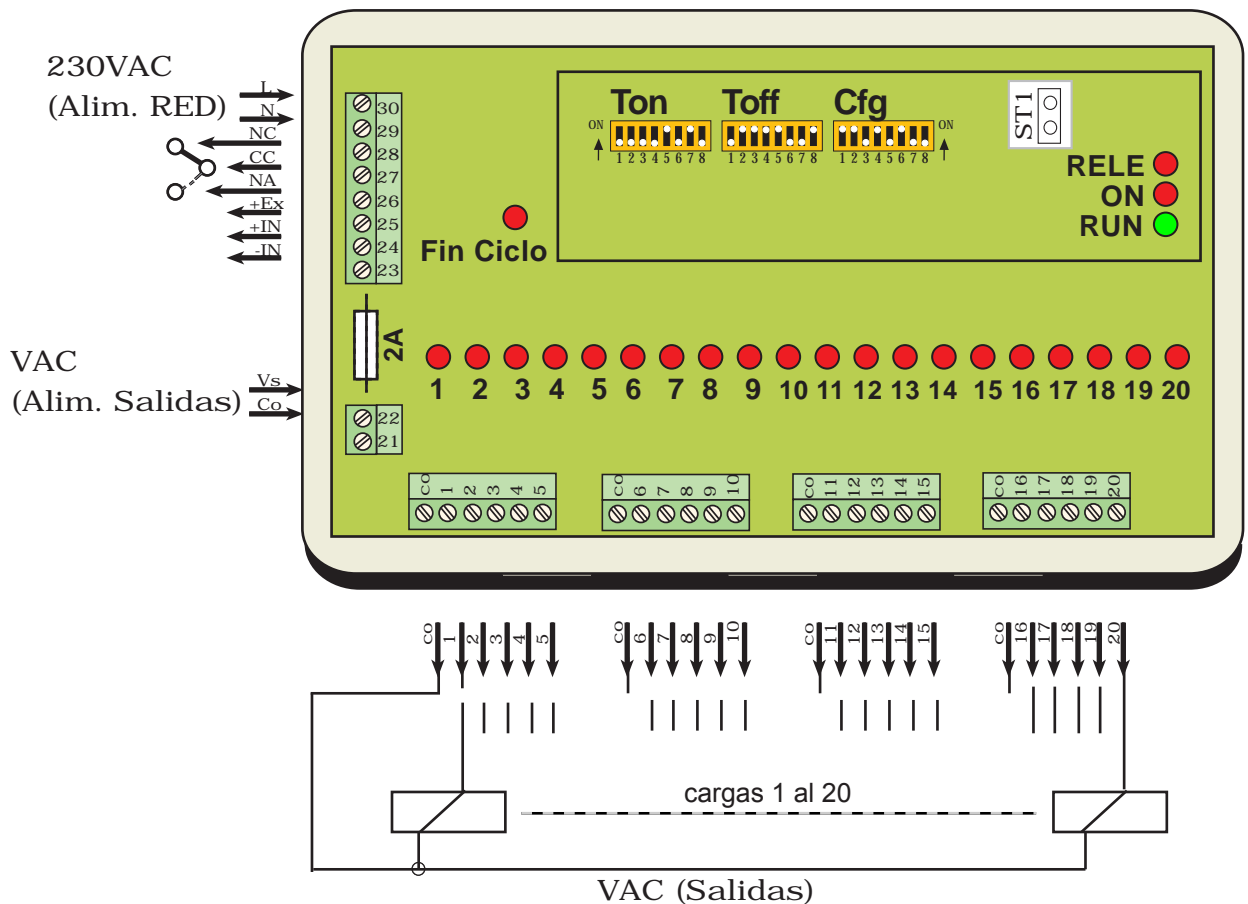 230VAC
(Alim. RED)
L
N
NC
CC
NA
+Ex
+IN
-IN
30
29
28
27
26
25
24
23
Ton Toff Cfg
ON ON
1 2 3 4 5 6 7 8 1 2 3 4 5 6 7 8 1 2 3 4 5 6 7 8
ST1
RELE
ON
RUN
Fin Ciclo
2A
VAC
(Alim. Salidas)
Vs
Co
22
21
1 2 3 4 5 6 7 8 9 10 11 12 13 14 15 16 17 18 19 20
co 1 2 3 4 5 co 6 7 8 9 10 co 11 12 13 14 15 co 16 17 18 19 20
co 1 2 3 4 5 co 6 7 8 9 10 co 11 12 13 14 15 co 16 17 18 19 20
cargas 1 al 20
VAC (Salidas)